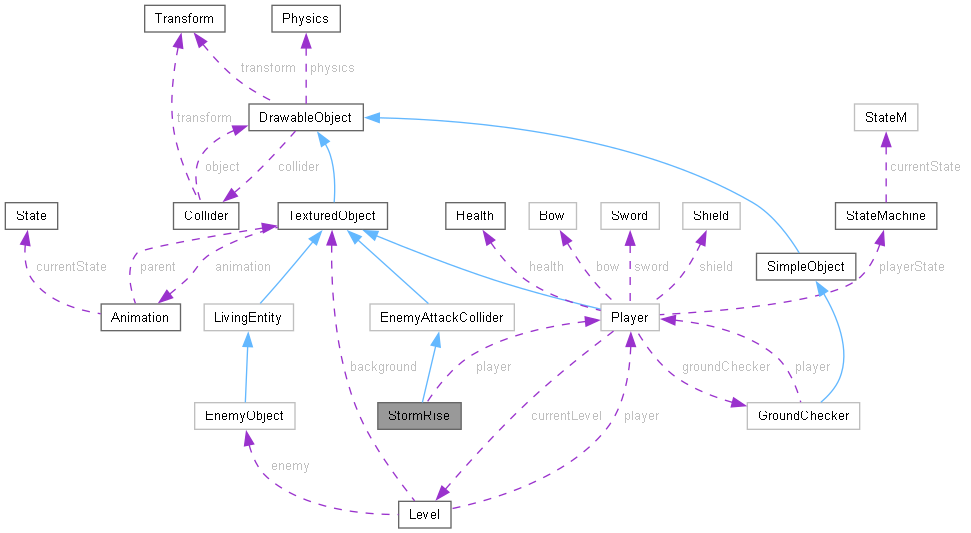 Transform
Physics
transform
physics
DrawableObject
transform
StateM
object
collider
currentState
State
Collider
TexturedObject
Health
Bow
Sword
Shield
StateMachine
currentState
parent
animation
health
bow
sword
shield
SimpleObject
playerState
Animation
LivingEntity
EnemyAttackCollider
Player
background
player
groundChecker
player
EnemyObject
StormRise
currentLevel
player
GroundChecker
enemy
Level